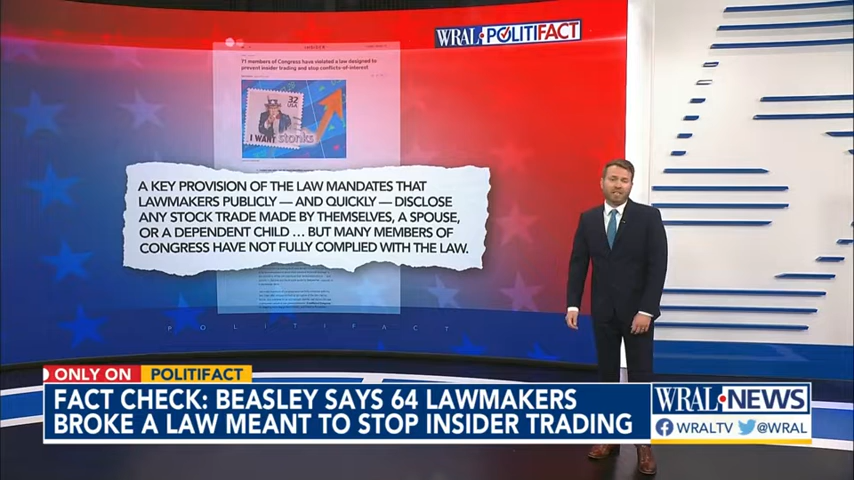 WRAL POLITIFACT
71 members of Congress have violated a law designed to
prevent insider trading and stop conflicts-of-interest
32
USA
I WANT stonks
A KEY PROVISION OF THE LAW MANDATES THAT
LAWMAKERS PUBLICLY — AND QUICKLY — DISCLOSE
ANY STOCK TRADE MADE BY THEMSELVES, A SPOUSE,
OR A DEPENDENT CHILD ... BUT MANY MEMBERS OF
CONGRESS HAVE NOT FULLY COMPLIED WITH THE LAW.
POLITIFACT
ONLY ON POLITIFACT
FACT CHECK: BEASLEY SAYS 64 LAWMAKERS
BROKE A LAW MEANT TO STOP INSIDER TRADING
WRAL NEWS
WRALTV @WRAL